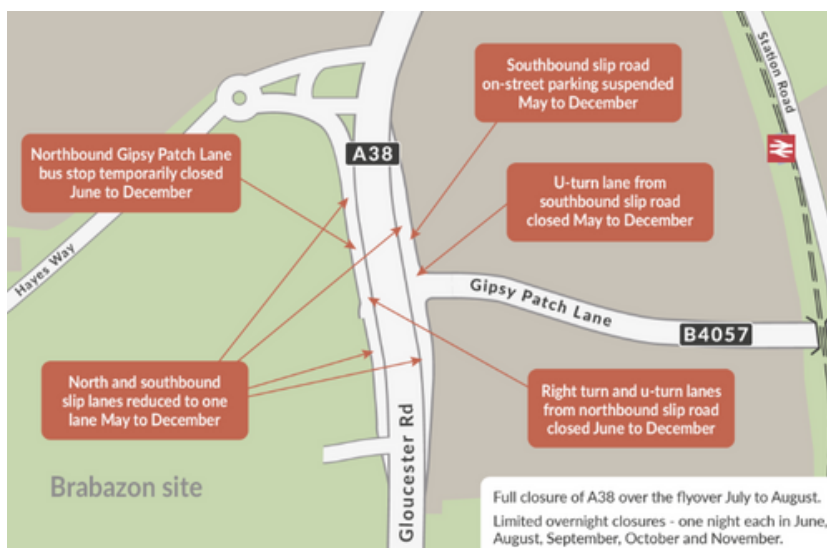 Southbound slip road
on-street parking suspended
May to December
Station Road
Northbound Gipsy Patch Lane
bus stop temporarily closed
June to December
A38
U-turn lane from
southbound slip road
closed May to December
Hayes Way
Gipsy Patch Lane
B4057
North and southbound
slip lanes reduced to one
lane May to December
Right turn and u-turn lanes
from northbound slip road
closed June to December
Gloucester Rd
Brabazon site
Full closure of A38 over the flyover July to August.
Limited overnight closures - one night each in June,
August, September, October and November.